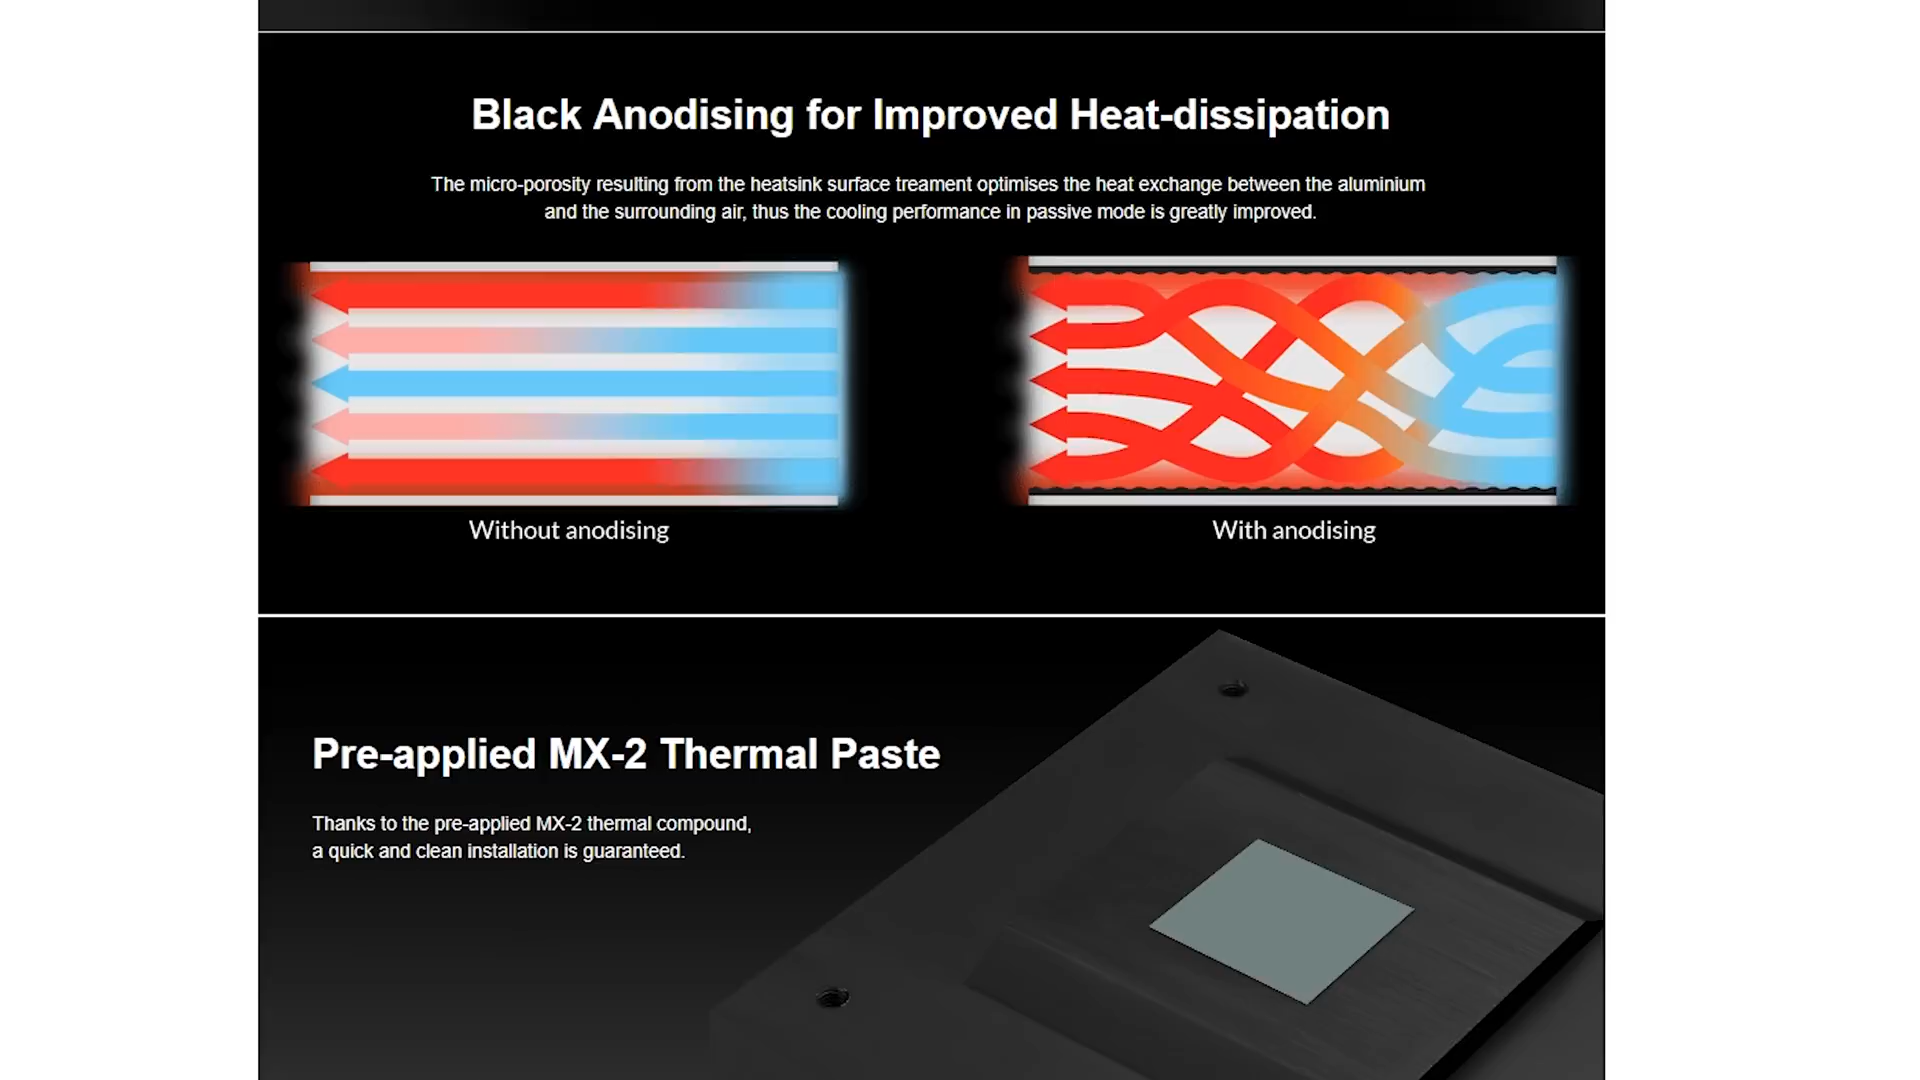 Black Anodising for Improved Heat-dissipation
The micro-porosity resulting from the heatsink surface treament optimises the heat exchange between the aluminium
and the surrounding air, thus the cooling performance in passive mode is greatly improved.
Without anodising
With anodising
Pre-applied MX-2 Thermal Paste
Thanks to the pre-applied MX-2 thermal compound,
a quick and clean installation is guaranteed.